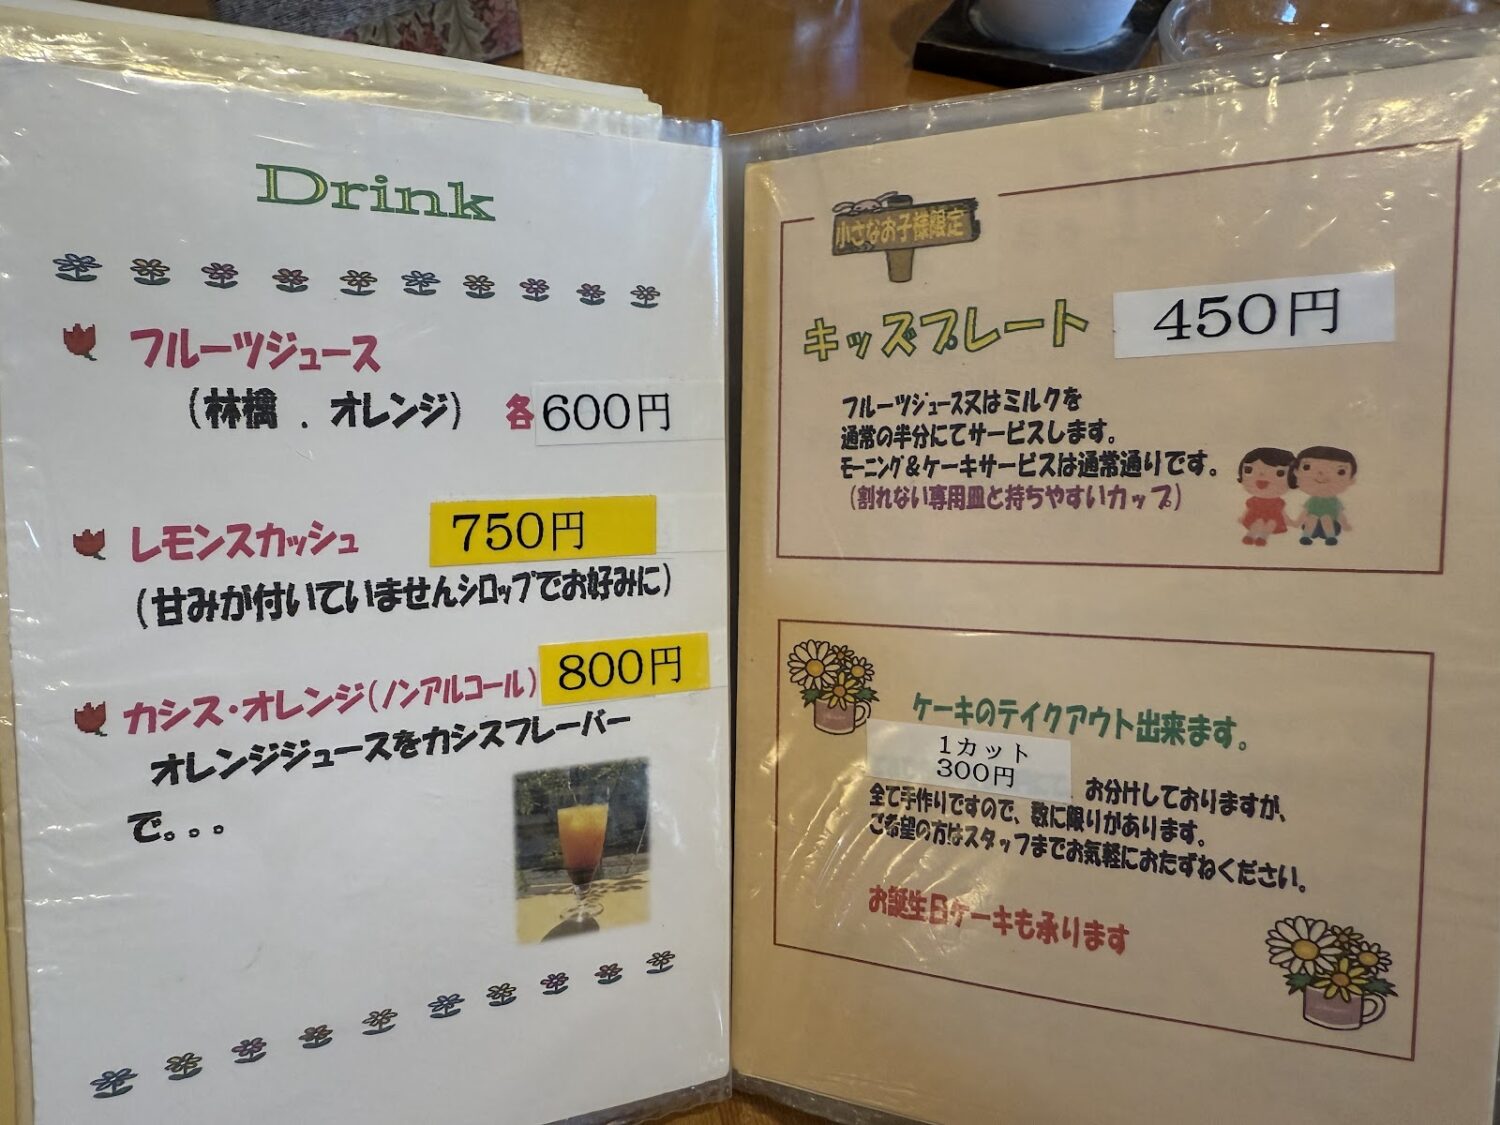 Drink
フルーツジュース
(林檎 . オレンジ) 各600円
レモンスカッシュ 750円
(甘みが付いていませんシロップでお好みに)
カシス・オレンジ(ノンアルコール) 800円
オレンジジュースをカシスフレーバー
で。。。
小さなお子様限定
キッズプレート 450円
フルーツジュース又はミルクを
通常の半分にてサービスします。
モーニング&ケーキサービスは通常通りです。
(割れない専用皿と持ちやすいカップ)
ケーキのテイクアウト出来ます。
1カット
300円
お分けしておりますが、
全て手作りですので、数に限りがあります。
ご希望の方はスタッフまでお気軽におたずねください。
お誕生日ケーキも承ります